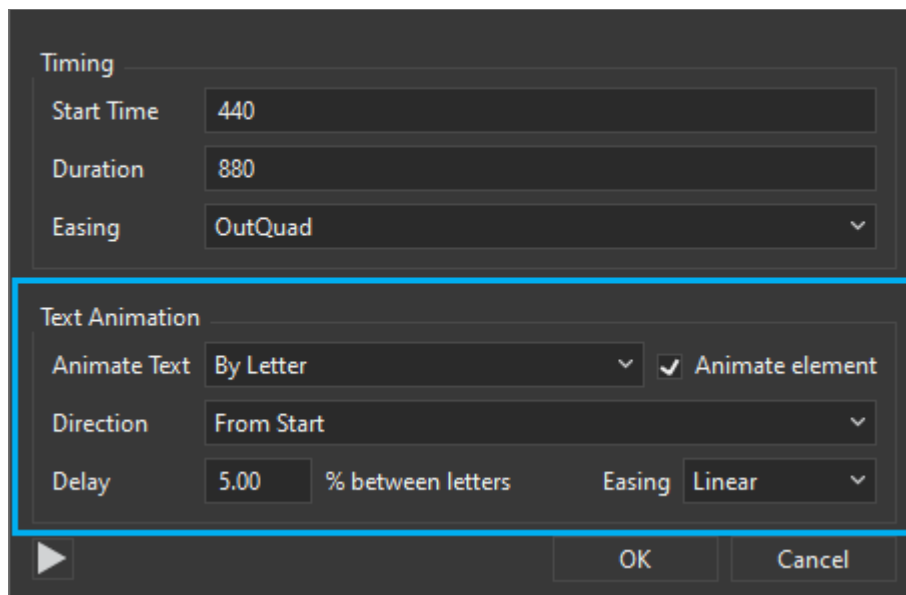 Timing
Start Time 440
Duration 880
Easing OutQuad
Text Animation
Animate Text By Letter Animate element
Direction From Start
Delay 5.00 % between letters Easing Linear
OK Cancel